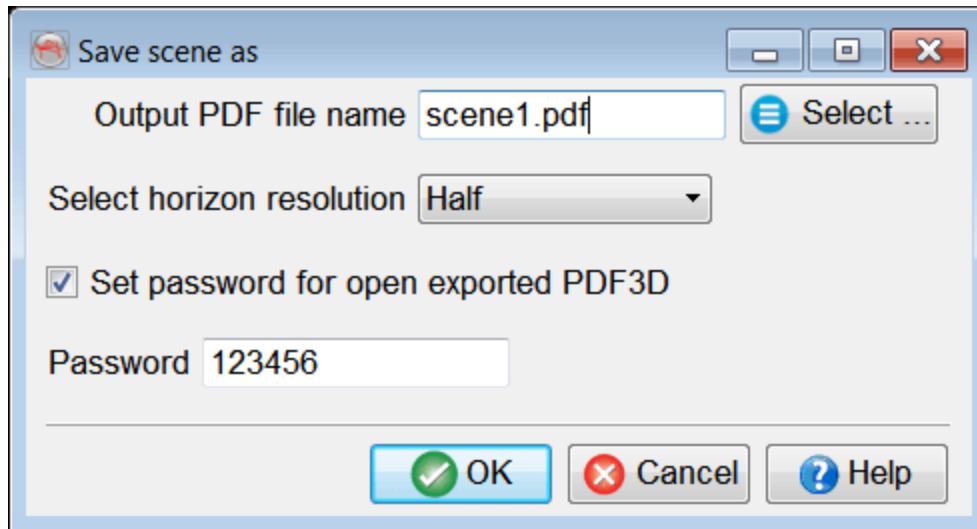 Save scene as
Output PDF file name scene1.pdf Select ...
Select horizon resolution Half
Set password for open exported PDF3D
Password 123456
OK Cancel Help